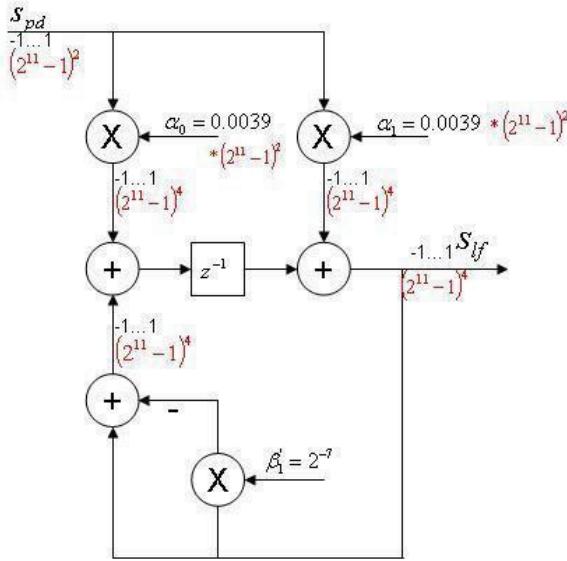 S_pd
-1...1
(2^11 − 1)^2
X
α_0 = 0.0039
*(2^11 − 1)^2
X
α_1 = 0.0039 *(2^11 − 1)^2
-1...1
(2^11 − 1)^4
-1...1
(2^11 − 1)^4
+
z^-1
+
-1...1 S_lf
(2^11 − 1)^4
-1...1
(2^11 − 1)^4
+
-
X
β'_1 = 2^-7